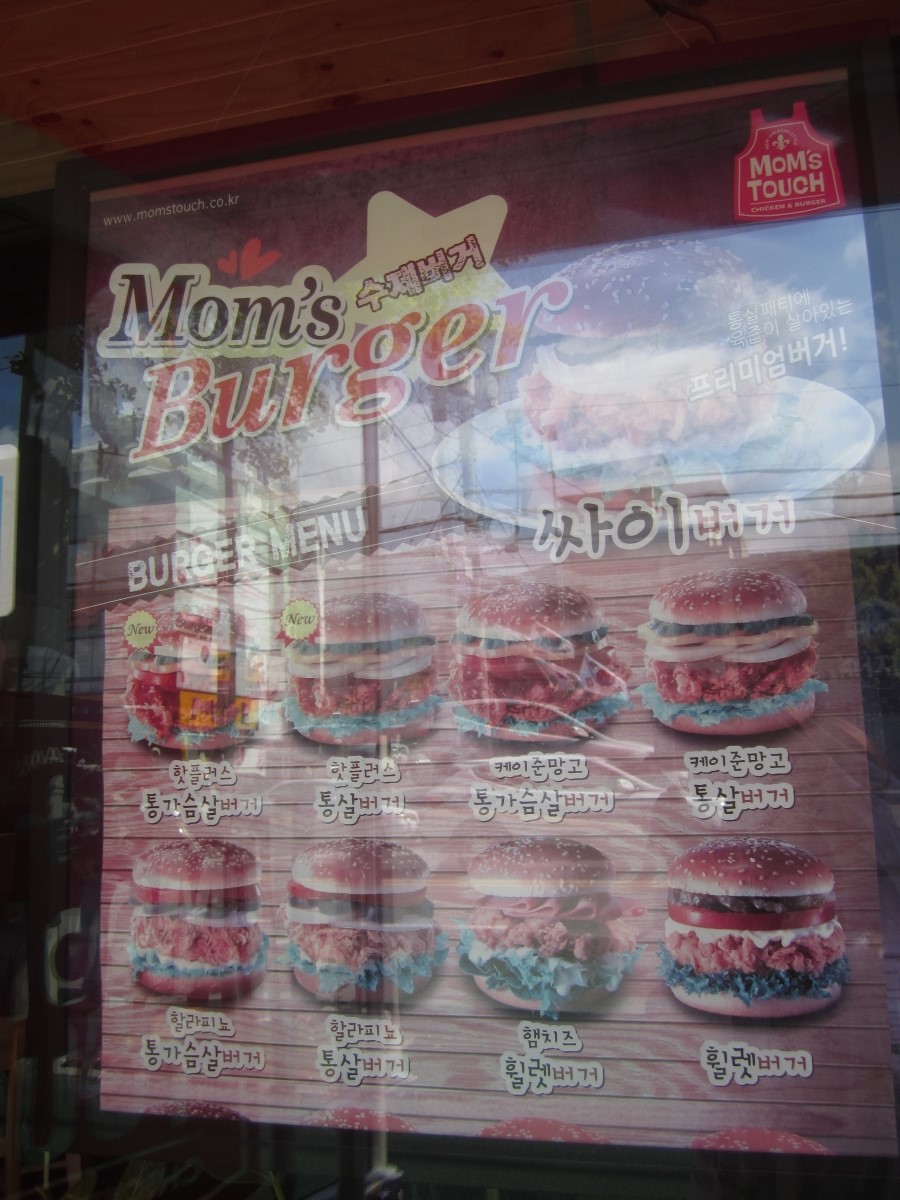 www.momstouch.co.kr
MOM's
TOUCH
CHICKEN & BURGER
Mom's
수제버거
Burger
통살패티에
육즙이 살아있는
프리미엄버거!
싸이버거
BURGER MENU
New
New
핫플러스
통가슴살버거
핫플러스
통살버거
케이준망고
통가슴살버거
케이준망고
통살버거
할라피뇨
통가슴살버거
할라피뇨
통살버거
햄치즈
휠렛버거
휠렛버거